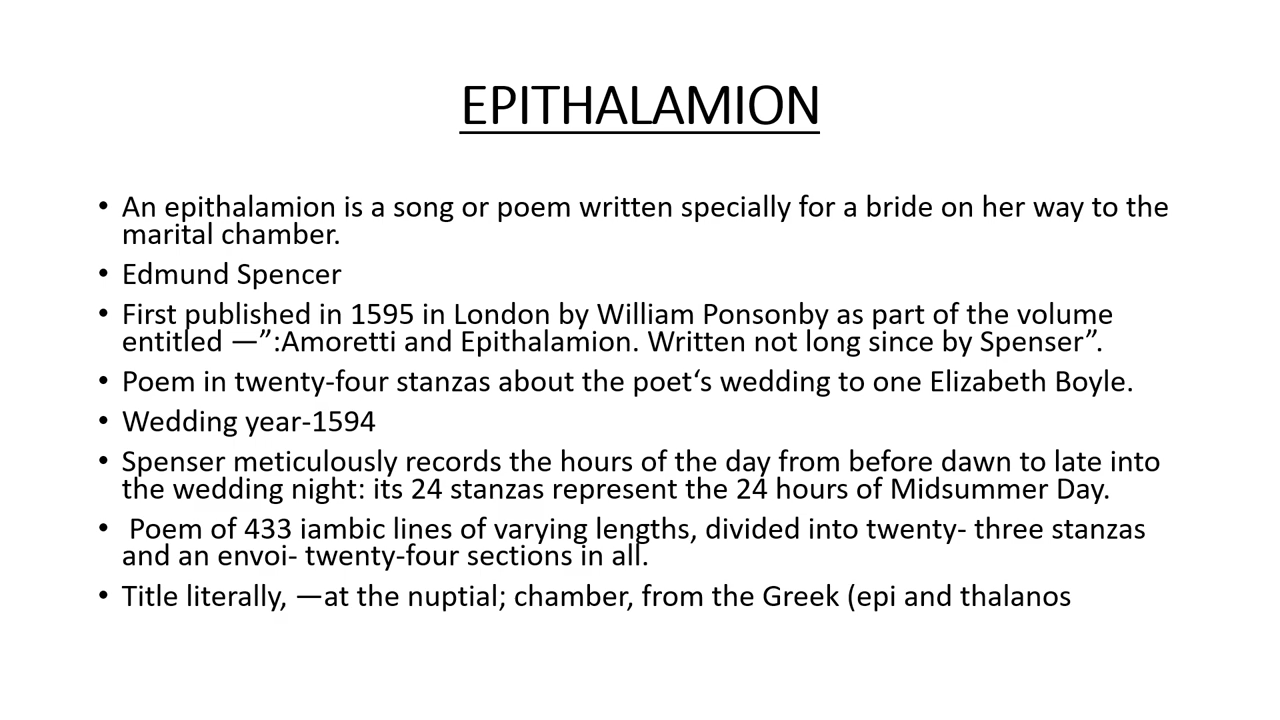 EPITHALAMION
• An epithalamion is a song or poem written specially for a bride on her way to the
marital chamber.
• Edmund Spencer
• First published in 1595 in London by William Ponsonby as part of the volume
entitled —”:Amoretti and Epithalamion. Written not long since by Spenser”.
• Poem in twenty-four stanzas about the poet‘s wedding to one Elizabeth Boyle.
• Wedding year-1594
• Spenser meticulously records the hours of the day from before dawn to late into
the wedding night: its 24 stanzas represent the 24 hours of Midsummer Day.
• Poem of 433 iambic lines of varying lengths, divided into twenty- three stanzas
and an envoi- twenty-four sections in all.
• Title literally, —at the nuptial; chamber, from the Greek (epi and thalanos